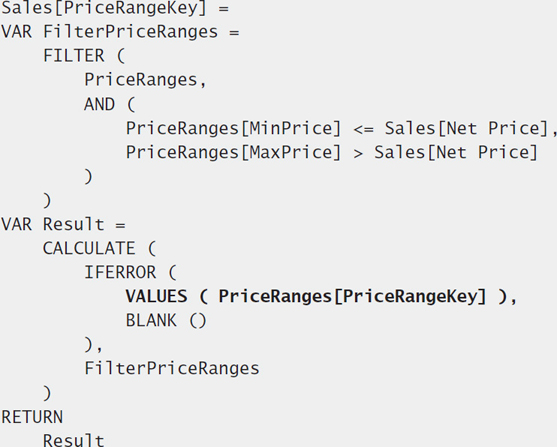 Sales[PriceRangeKey] =
VAR FilterPriceRanges =
    FILTER (
        PriceRanges,
        AND (
            PriceRanges[MinPrice] <= Sales[Net Price],
            PriceRanges[MaxPrice] > Sales[Net Price]
        )
    )
VAR Result =
    CALCULATE (
        IFERROR (
            VALUES ( PriceRanges[PriceRangeKey] ),
            BLANK ()
        ),
        FilterPriceRanges
    )
RETURN
    Result